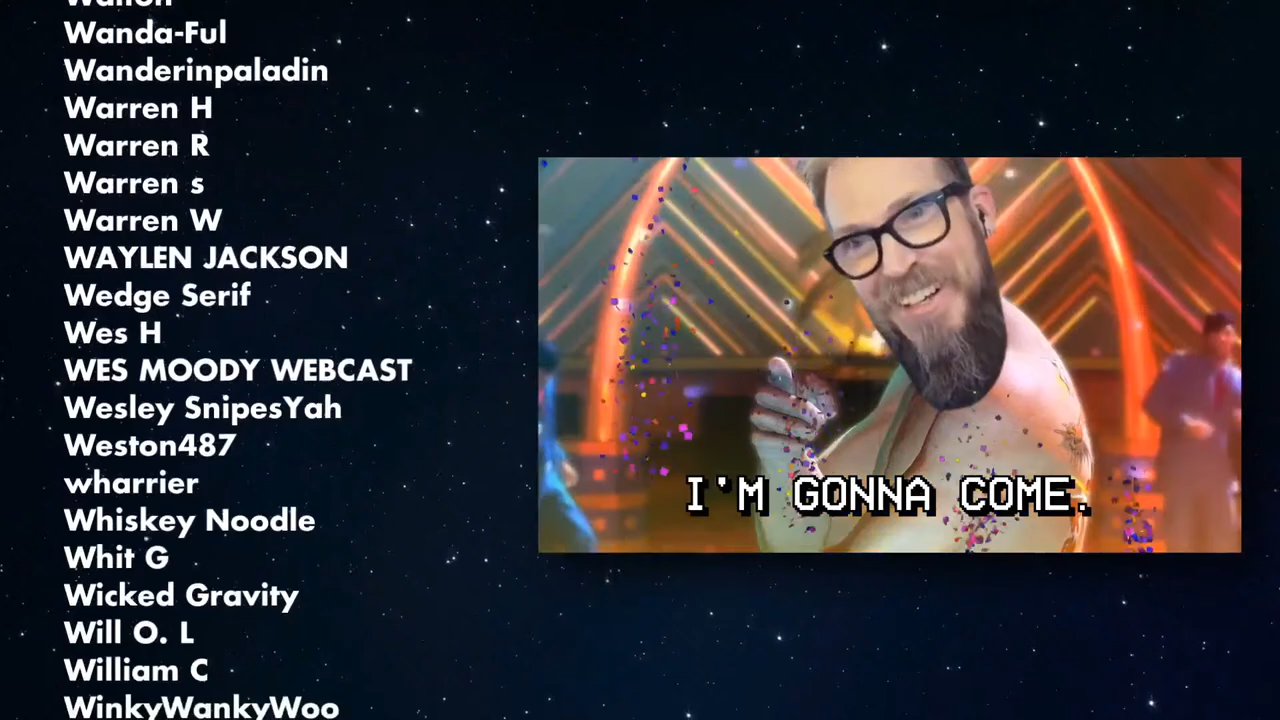 Wanda-Ful
Wanderinpaladin
Warren H
Warren R
Warren s
Warren W
WAYLEN JACKSON
Wedge Serif
Wes H
WES MOODY WEBCAST
Wesley SnipesYah
Weston487
wharrier
Whiskey Noodle
Whit G
Wicked Gravity
Will O. L
William C
WinkyWankyWoo
I'M GONNA COME.